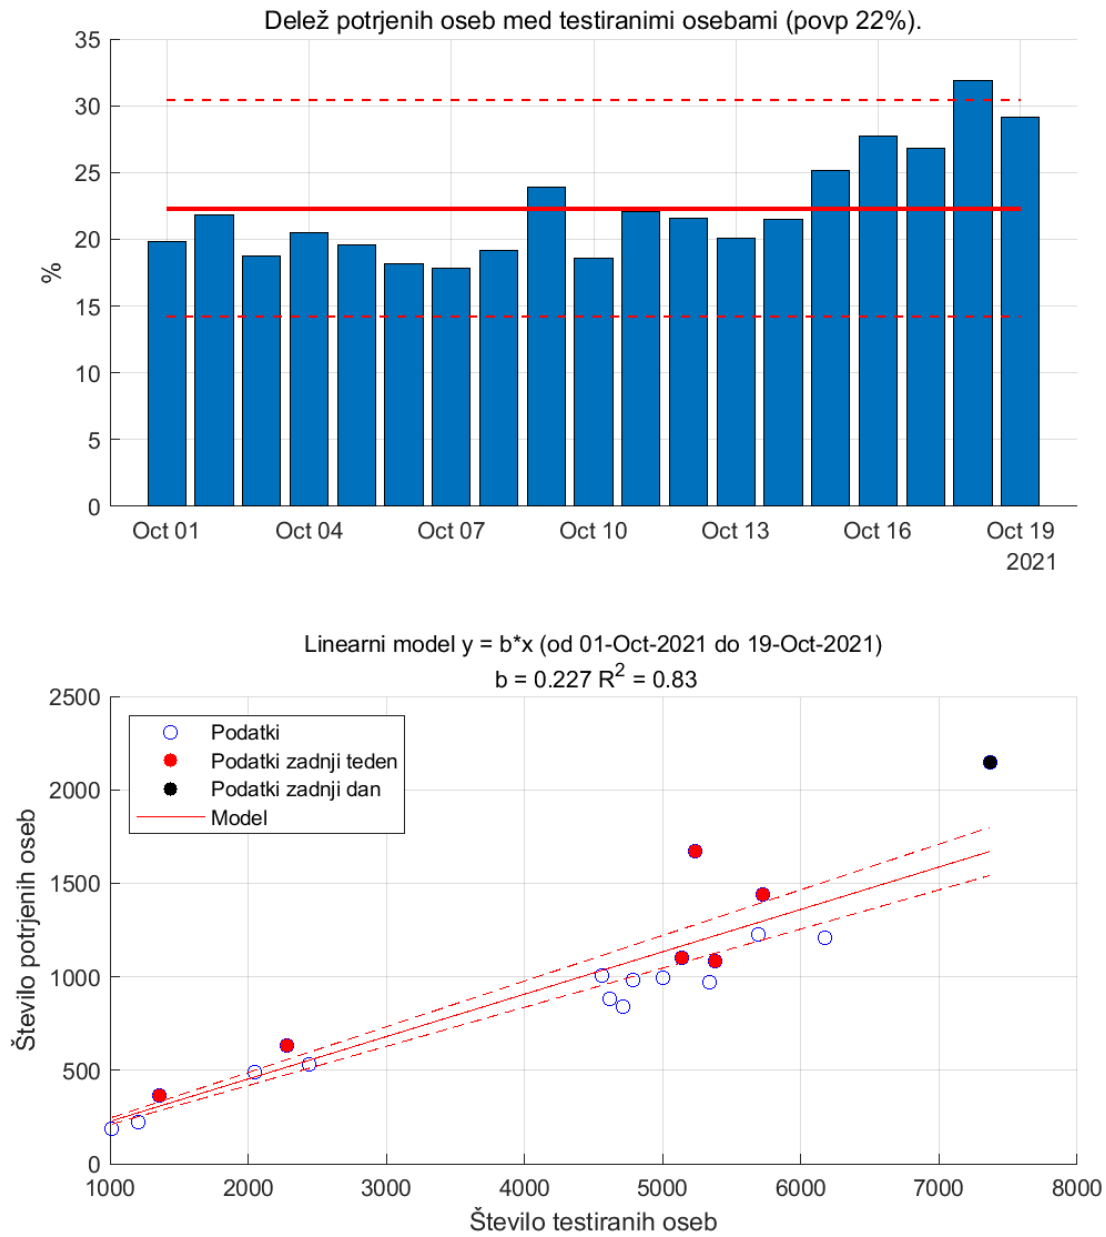 Delež potrjenih oseb med testiranimi osebami (povp 22%).
35
30
25
20
15
10
5
0
%
Oct 01 Oct 04 Oct 07 Oct 10 Oct 13 Oct 16 Oct 19
2021
Linearni model y = b*x (od 01-Oct-2021 do 19-Oct-2021)
b = 0.227 R² = 0.83
2500
2000
1500
1000
500
0
Število potrjenih oseb
Podatki
Podatki zadnji teden
Podatki zadnji dan
Model
1000 2000 3000 4000 5000 6000 7000 8000
Število testiranih oseb